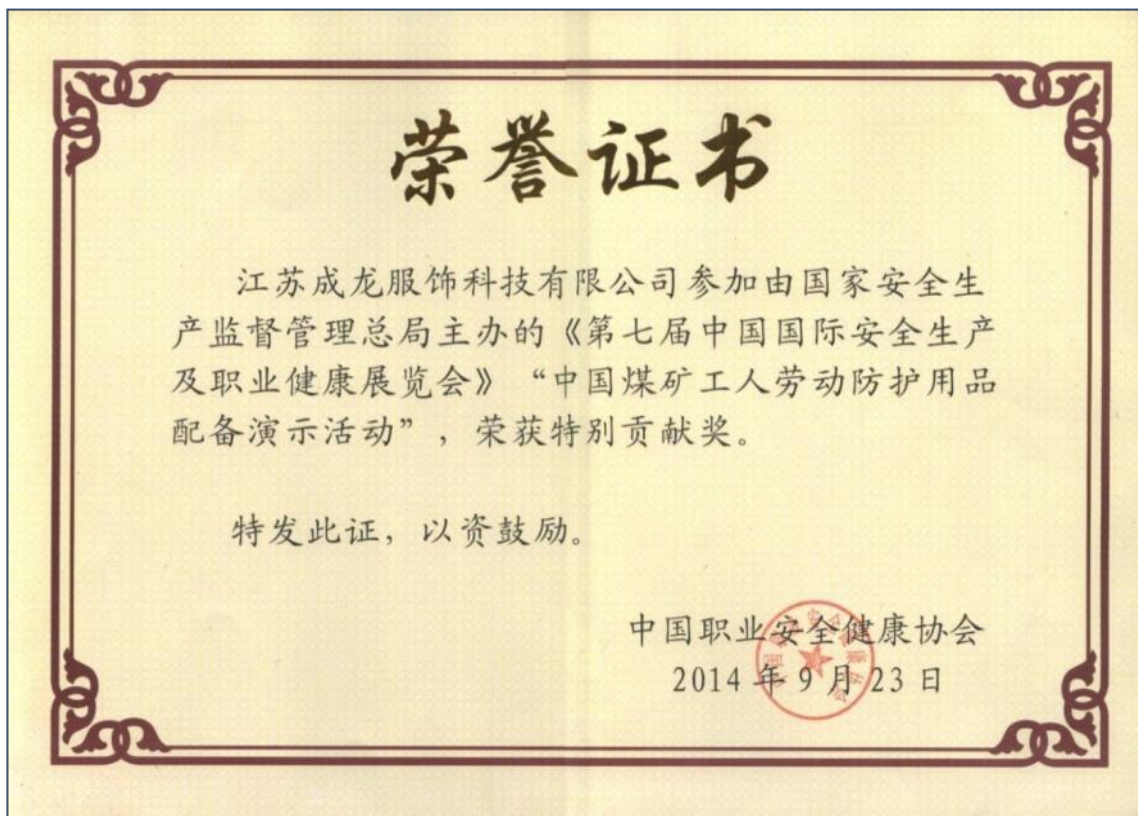 荣誉证书
江苏成龙服饰科技有限公司参加由国家安全生
产监督管理总局主办的《第七届中国国际安全生产
及职业健康展览会》“中国煤矿工人劳动防护用品
配备演示活动”，荣获特别贡献奖。
特发此证，以资鼓励。
中国职业安全健康协会
2014年9月23日